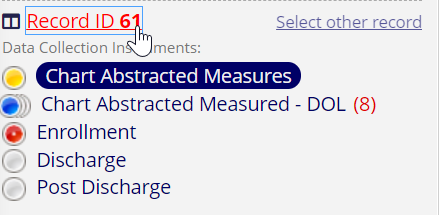 Record ID 61 Select other record
Data Collection Instruments:
Chart Abstracted Measures
Chart Abstracted Measured - DOL (8)
Enrollment
Discharge
Post Discharge